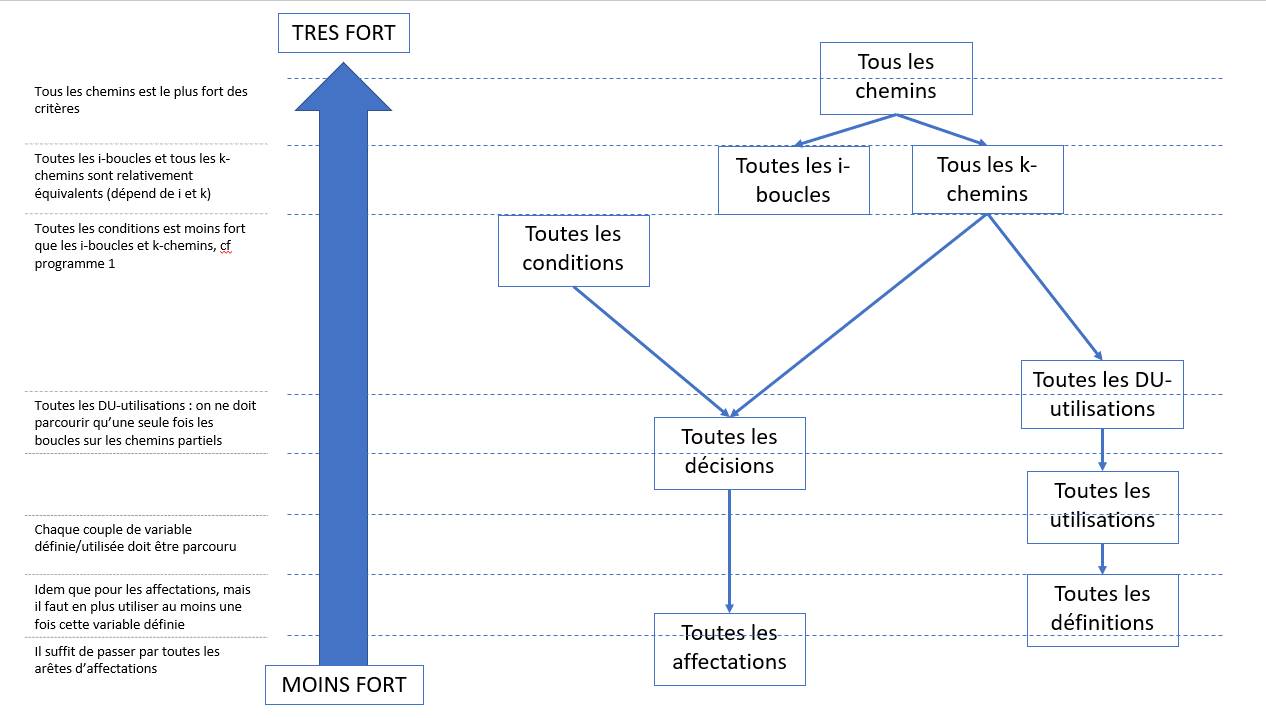 TRES FORT
Tous les chemins est le plus fort des
critères
Toutes les i-boucles et tous les k-
chemins sont relativement
équivalents (dépend de i et k)
Toutes les conditions est moins fort
que les i-boucles et k-chemins, cf
programme 1
Toutes les DU-utilisations : on ne doit
parcourir qu’une seule fois les
boucles sur les chemins partiels
Chaque couple de variable
définie/utilisée doit être parcouru
Idem que pour les affectations, mais
il faut en plus utiliser au moins une
fois cette variable définie
Il suffit de passer par toutes les
arêtes d’affectations
MOINS FORT
Tous les
chemins
Toutes les i-
boucles
Tous les k-
chemins
Toutes les
conditions
Toutes les DU-
utilisations
Toutes les
décisions
Toutes les
utilisations
Toutes les
définitions
Toutes les
affectations